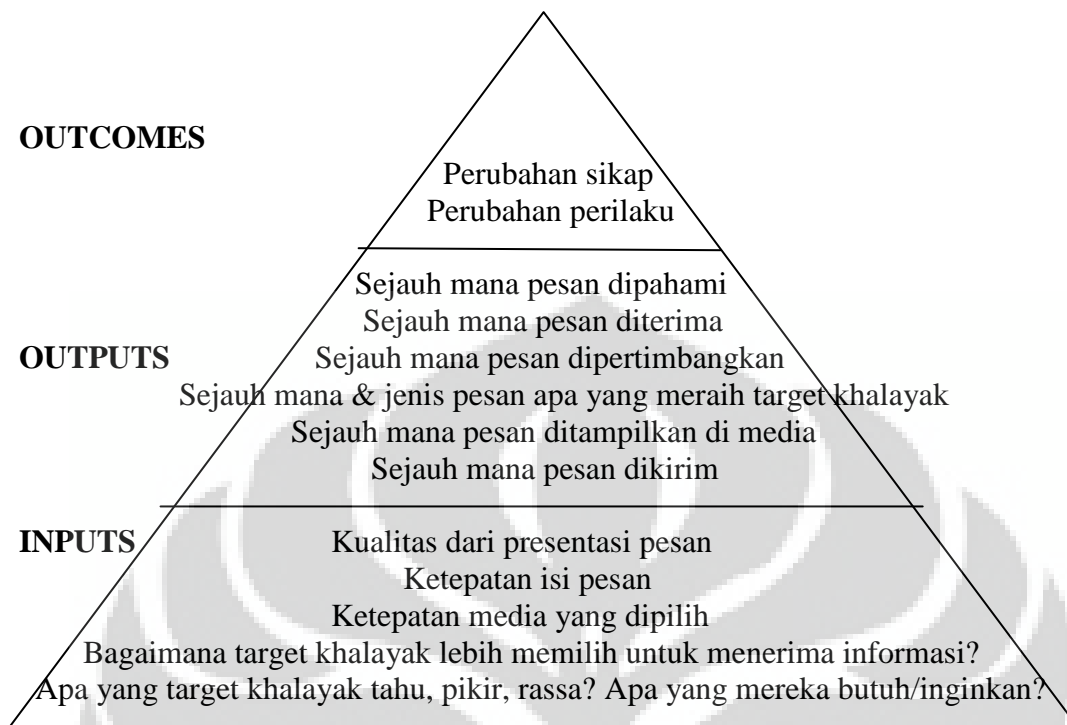 OUTCOMES
Perubahan sikap
Perubahan perilaku
Sejauh mana pesan dipahami
Sejauh mana pesan diterima
OUTPUTS Sejauh mana pesan dipertimbangkan
Sejauh mana & jenis pesan apa yang meraih target khalayak
Sejauh mana pesan ditampilkan di media
Sejauh mana pesan dikirim
INPUTS Kualitas dari presentasi pesan
Ketepatan isi pesan
Ketepatan media yang dipilih
Bagaimana target khalayak lebih memilih untuk menerima informasi?
Apa yang target khalayak tahu, pikir, rassa? Apa yang mereka butuh/inginkan?